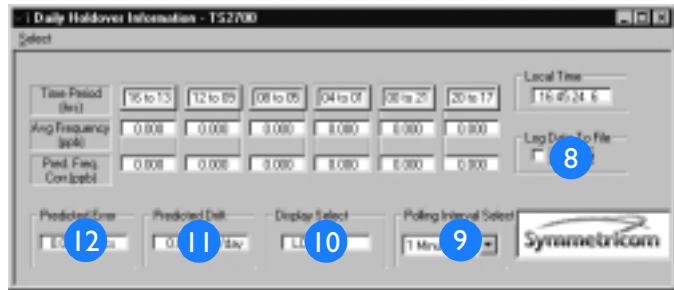 Daily Holdover Information - TS2700
Select
Time Period (hrs)
16 to 13
12 to 09
08 to 05
04 to 01
00 to 21
20 to 17
Avg Frequency (ppb)
0.000
0.000
0.000
0.000
0.000
0.000
Pred. Freq. Corr.(ppb)
0.000
0.000
0.000
0.000
0.000
0.000
Local Time
16:45:24
Log Data To File
8
Predicted Error
12
Predicted Drift
/day
11
Display Select
10
Polling Interval Select
1
9
Symmetricom